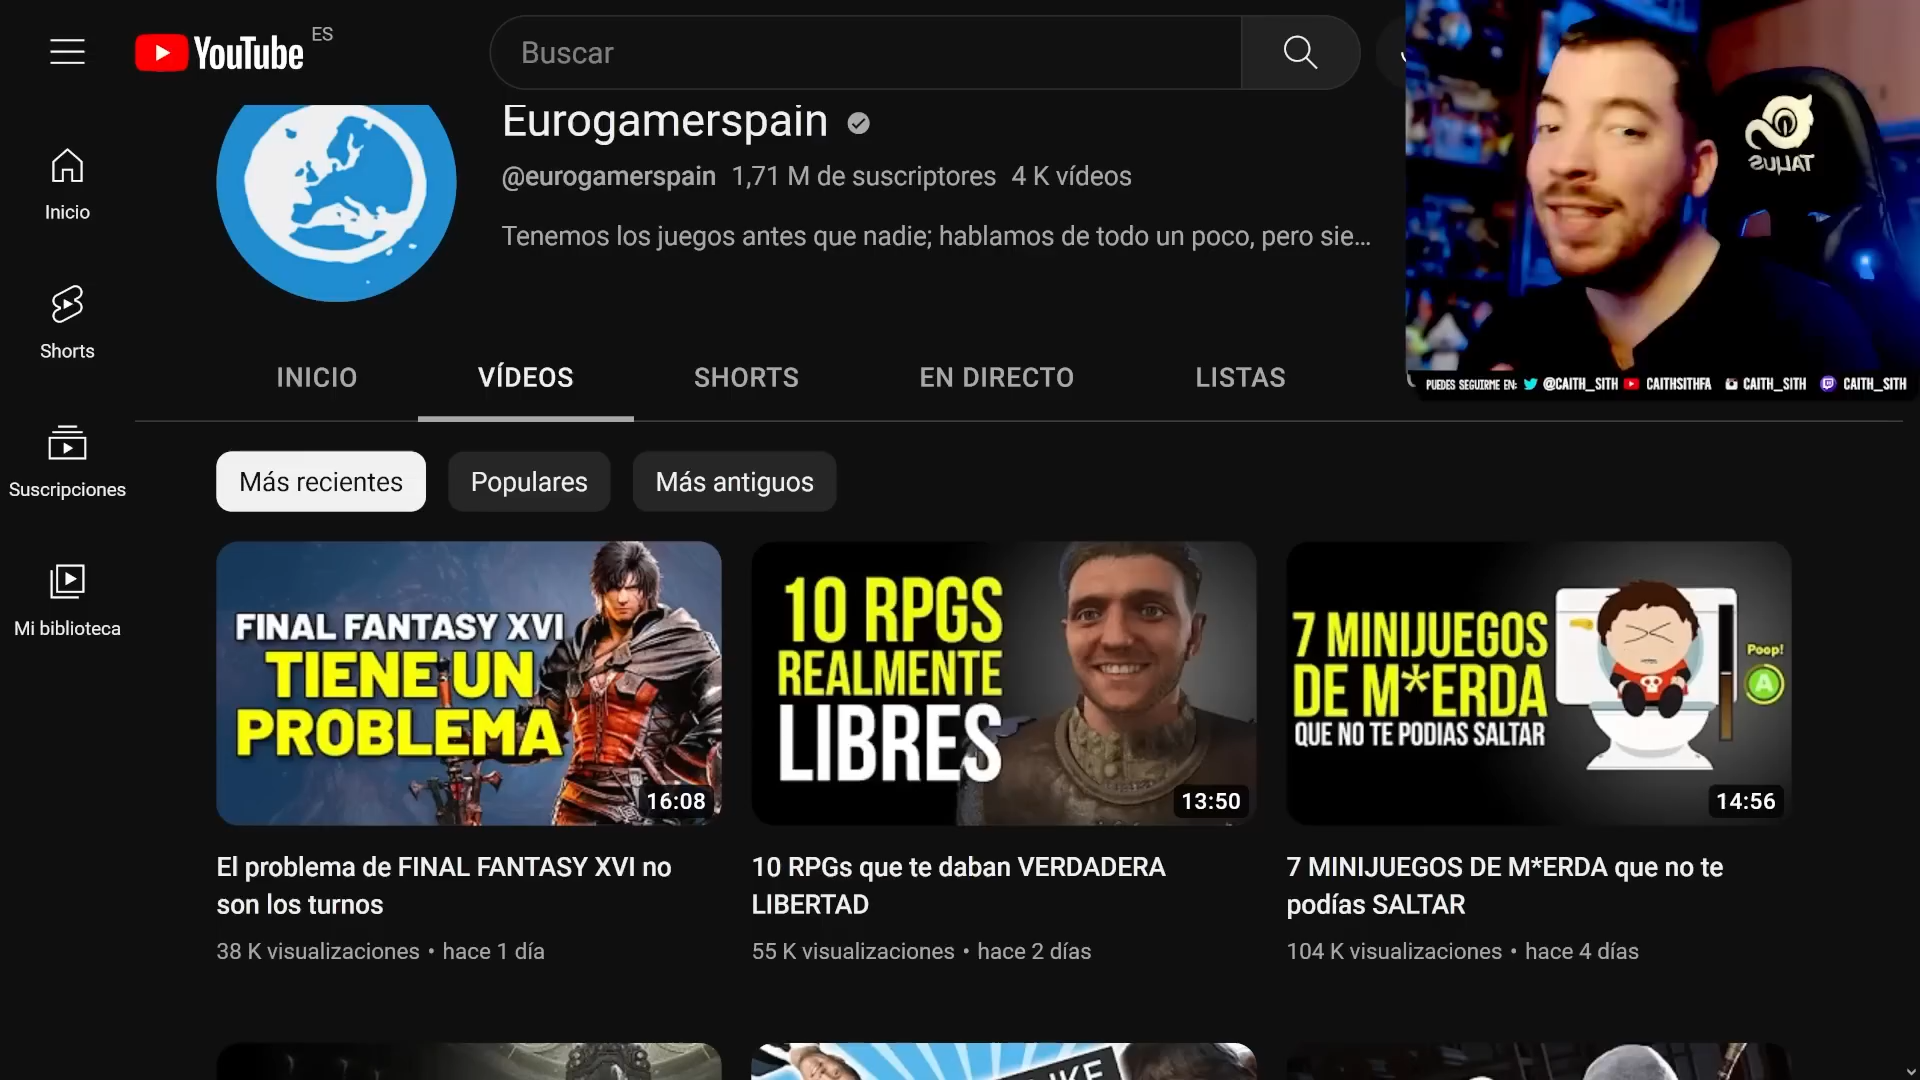 YouTube ES
Buscar
Eurogamerspain
@eurogamerspain 1,71 M de suscriptores 4 K vídeos
Tenemos los juegos antes que nadie; hablamos de todo un poco, pero sie...
TALIUS
PUEDES SEGUIRME EN: @CAITH_SITH CAITHSITHFA CAITH_SITH CAITH_SITH
Inicio
Shorts
Suscripciones
Mi biblioteca
INICIO VÍDEOS SHORTS EN DIRECTO LISTAS
Más recientes Populares Más antiguos
FINAL FANTASY XVI
TIENE UN
PROBLEMA
16:08
10 RPGS
REALMENTE
LIBRES
13:50
7 MINIJUEGOS
DE M*ERDA
QUE NO TE PODIAS SALTAR
Poop!
A
14:56
El problema de FINAL FANTASY XVI no
son los turnos
38 K visualizaciones • hace 1 día
10 RPGs que te daban VERDADERA
LIBERTAD
55 K visualizaciones • hace 2 días
7 MINIJUEGOS DE M*ERDA que no te
podías SALTAR
104 K visualizaciones • hace 4 días